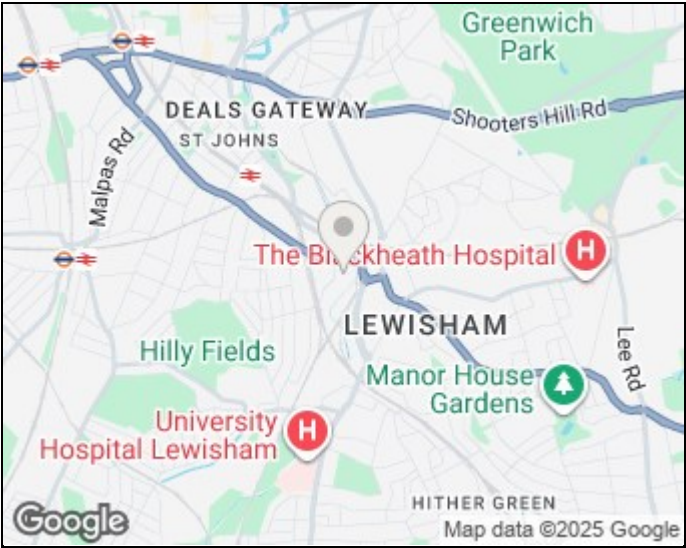 Greenwich
Park
DEALS GATEWAY
Shooters Hill Rd
ST JOHNS
Malpas Rd
The Blackheath Hospital
H
LEWISHAM
Lee Rd
Hilly Fields
Manor House
Gardens
University
Hospital Lewisham
H
HITHER GREEN
Google
Map data ©2025 Google